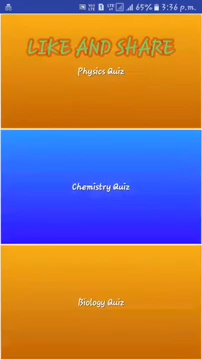 65% 3:36 p.m.
LIKE AND SHARE
Physics Quiz
Chemistry Quiz
Biology Quiz